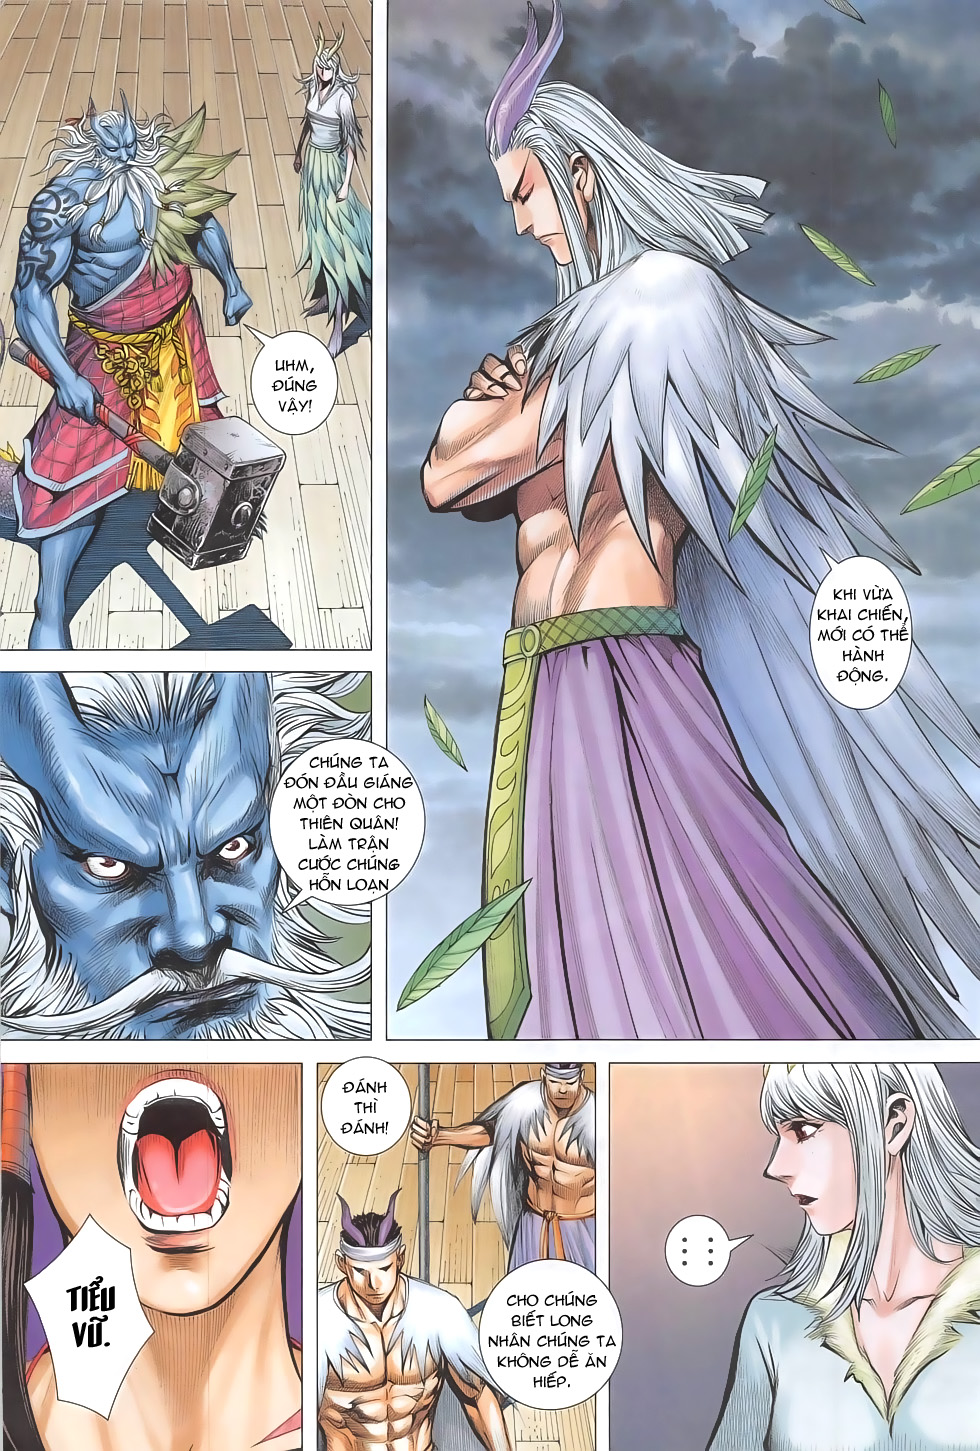 UHM,
ĐÚNG
VẬY!
KHI VỪA
KHAI CHIẾN,
MỚI CÓ THỂ
HÀNH
ĐỘNG.
CHÚNG TA
ĐÓN ĐẦU GIÁNG
MỘT ĐÒN CHO
THIÊN QUÂN!
LÀM TRẬN
CƯỚC CHÚNG
HỖN LOẠN
TIỂU
VŨ.
ĐÁNH
THÌ
ĐÁNH!
CHO CHÚNG
BIẾT LONG
NHÂN CHÚNG TA
KHÔNG DỄ ĂN
HIẾP.
⋮⋮